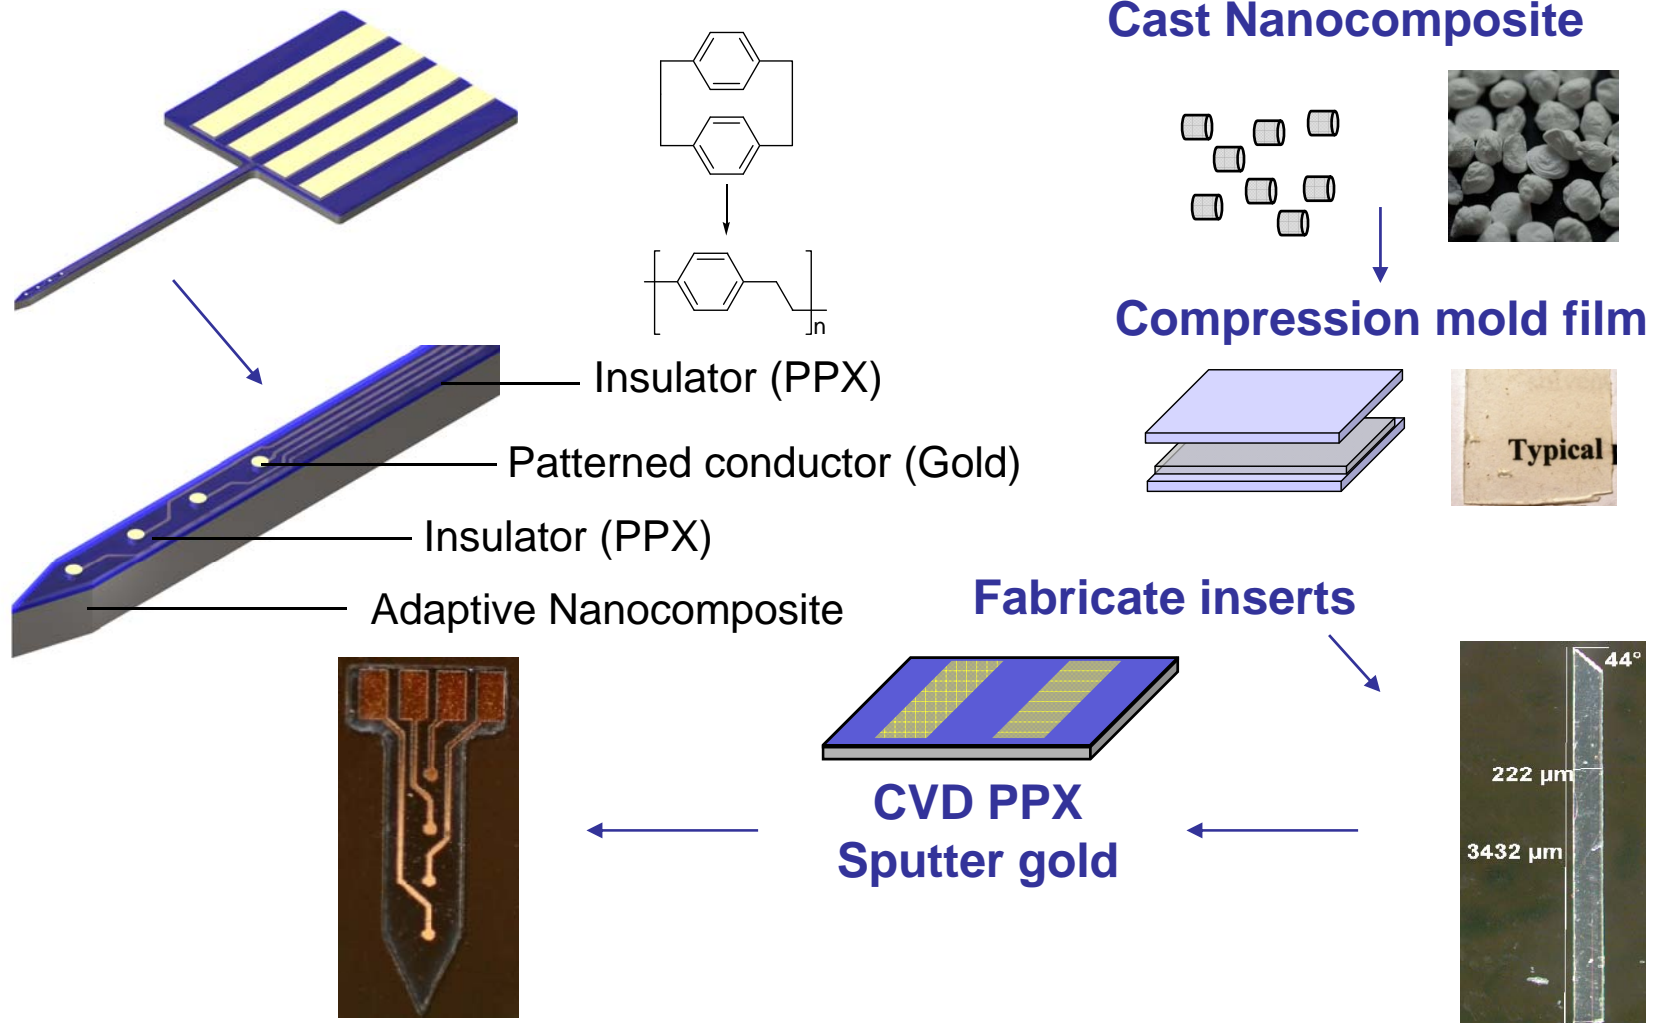 Cast Nanocomposite
n
Compression mold film
Insulator (PPX)
Patterned conductor (Gold)
Typical
Insulator (PPX)
Adaptive Nanocomposite
Fabricate inserts
44°
222 µm
CVD PPX
Sputter gold
3432 µm